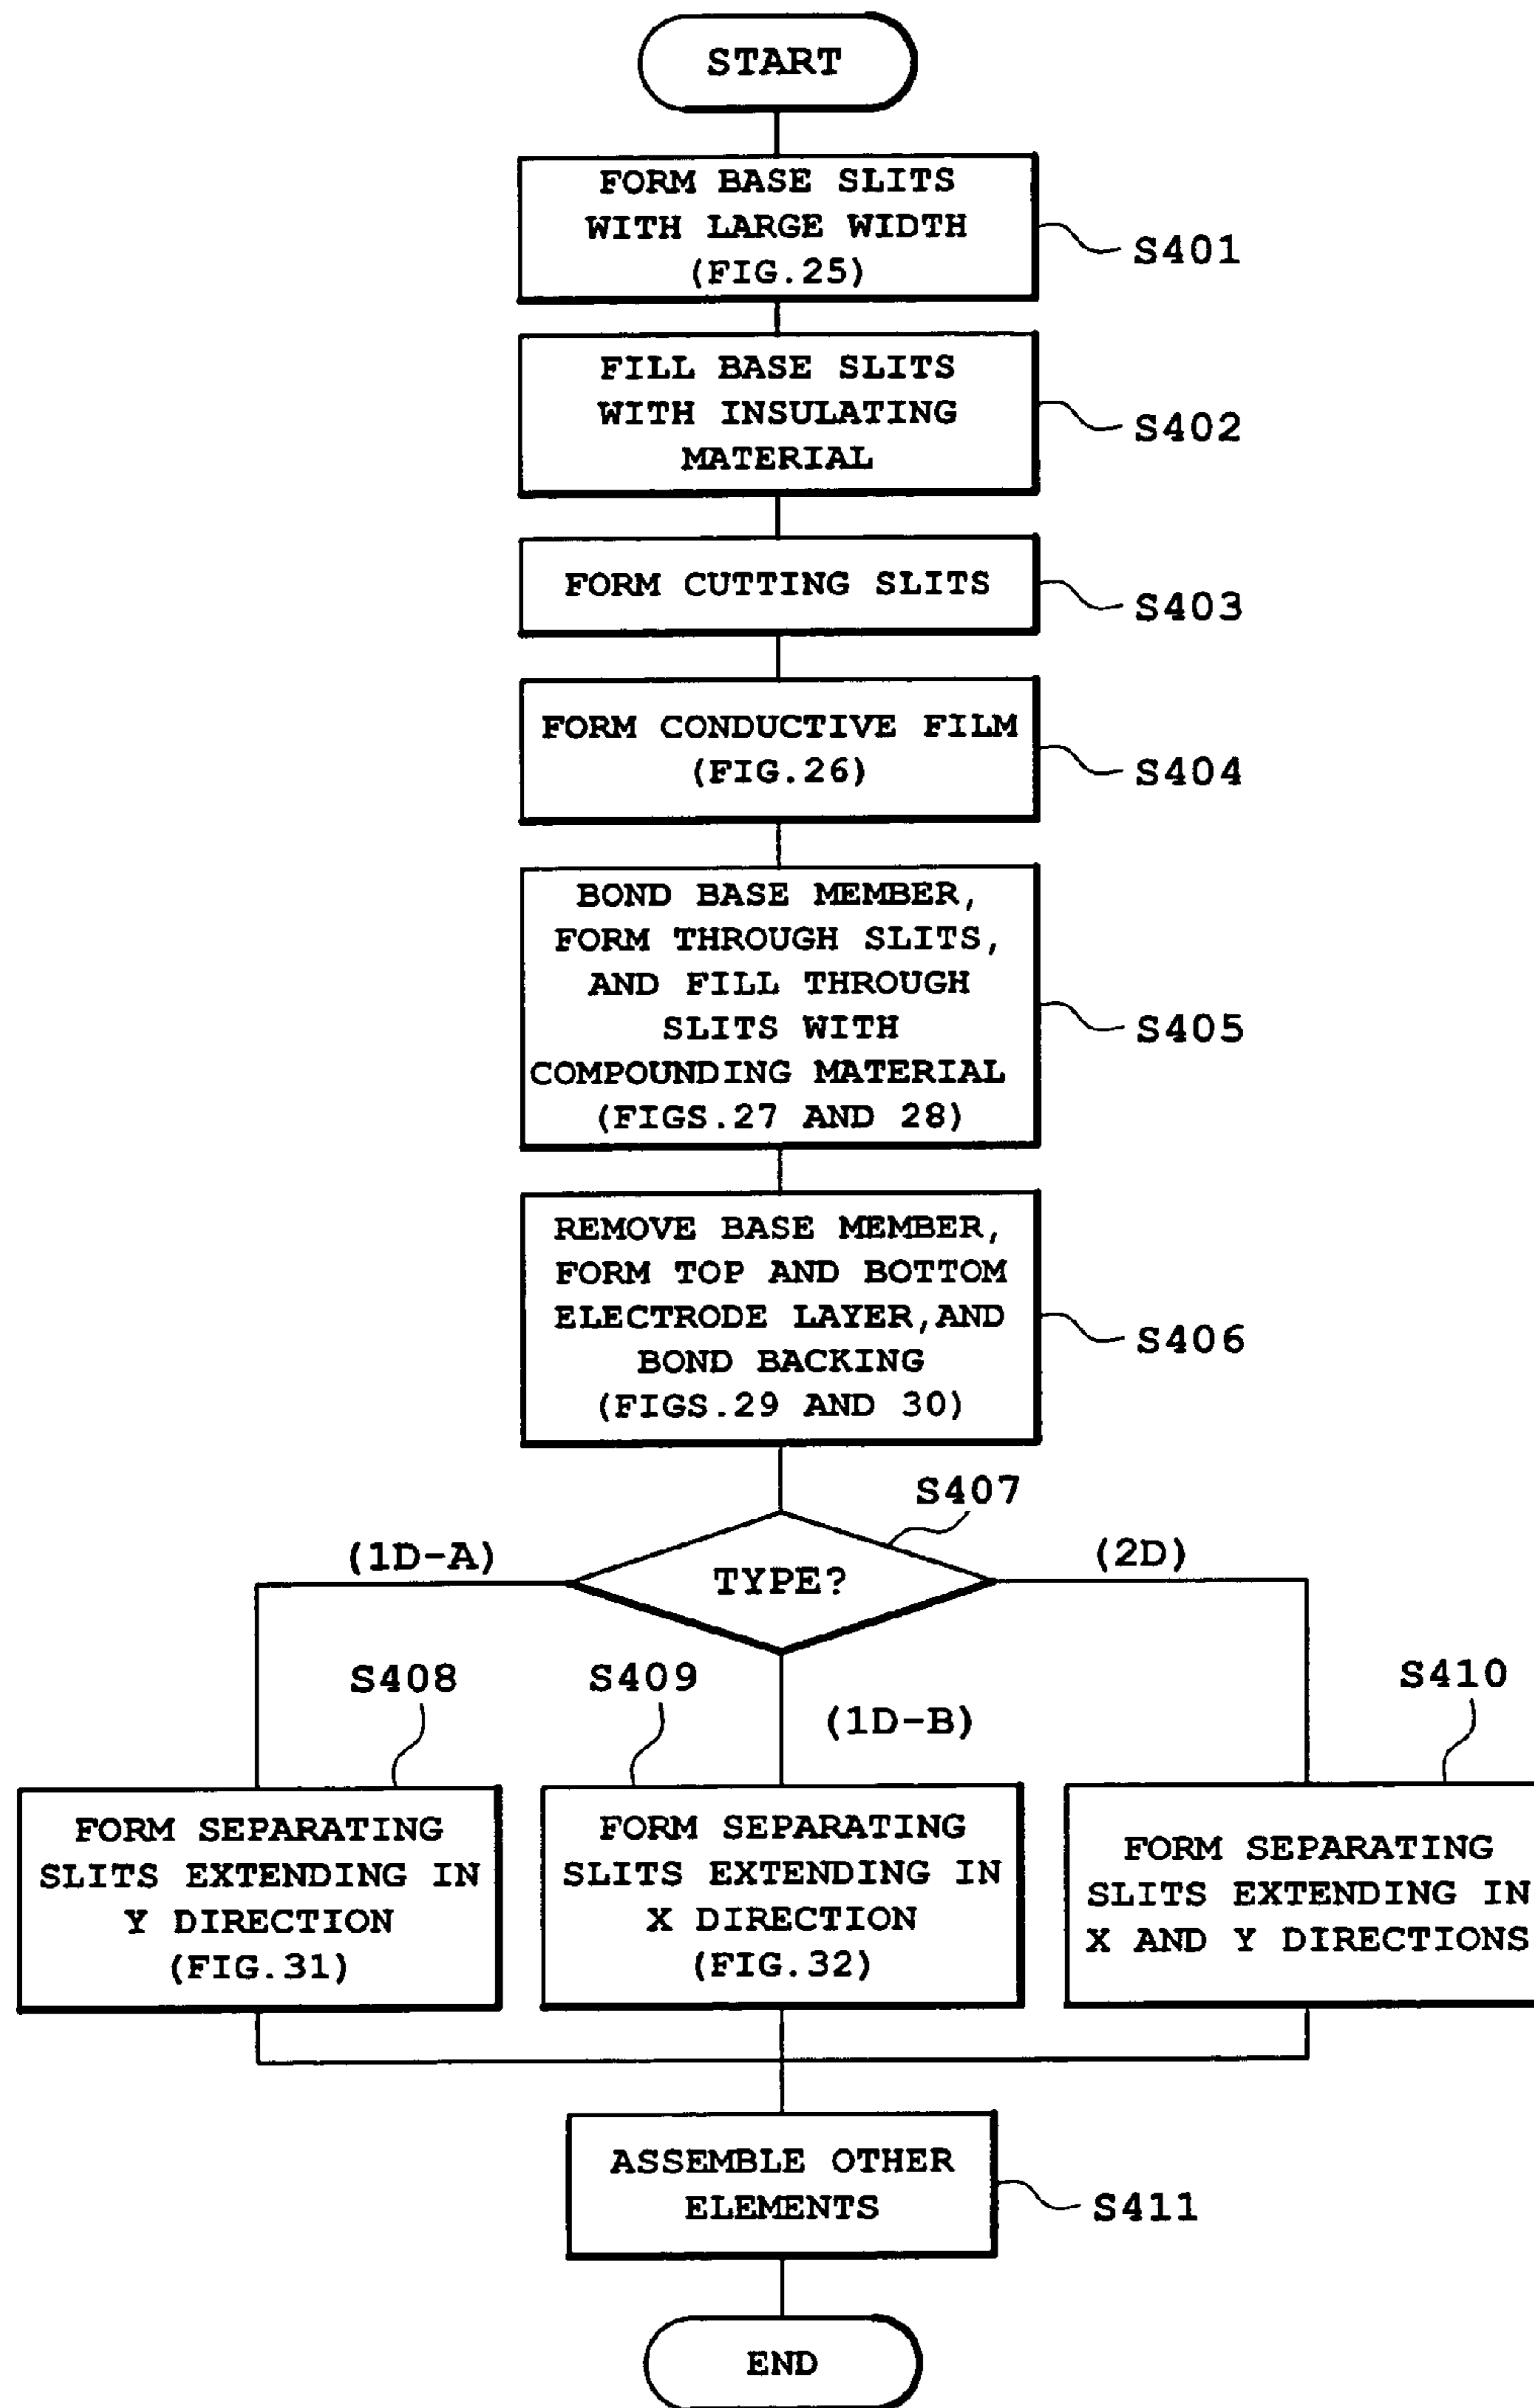 START
FORM BASE SLITS
WITH LARGE WIDTH
(FIG.25)
S401
FILL BASE SLITS
WITH INSULATING
MATERIAL
S402
FORM CUTTING SLITS
S403
FORM CONDUCTIVE FILM
(FIG.26)
S404
BOND BASE MEMBER,
FORM THROUGH SLITS,
AND FILL THROUGH
SLITS WITH
COMPOUNDING MATERIAL
(FIGS.27 AND 28)
S405
REMOVE BASE MEMBER,
FORM TOP AND BOTTOM
ELECTRODE LAYER,AND
BOND BACKING
(FIGS.29 AND 30)
S406
S407
TYPE?
(1D-A)
(1D-B)
(2D)
S408
FORM SEPARATING
SLITS EXTENDING IN
Y DIRECTION
(FIG.31)
S409
FORM SEPARATING
SLITS EXTENDING IN
X DIRECTION
(FIG.32)
S410
FORM SEPARATING
SLITS EXTENDING IN
X AND Y DIRECTIONS
ASSEMBLE OTHER
ELEMENTS
S411
END